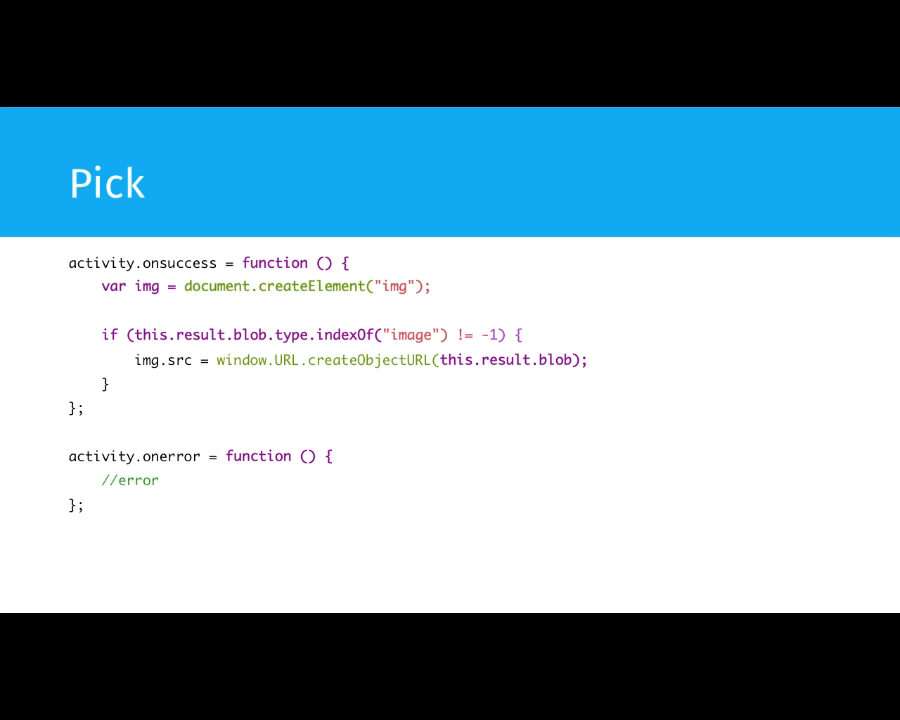 Pick
activity.onsuccess = function () {
var img = document.createElement("img");
if (this.result.blob.type.indexOf("image") != -1) {
img.src = window.URL.createObjectURL(this.result.blob);
}
};
activity.onerror = function () {
//error
};